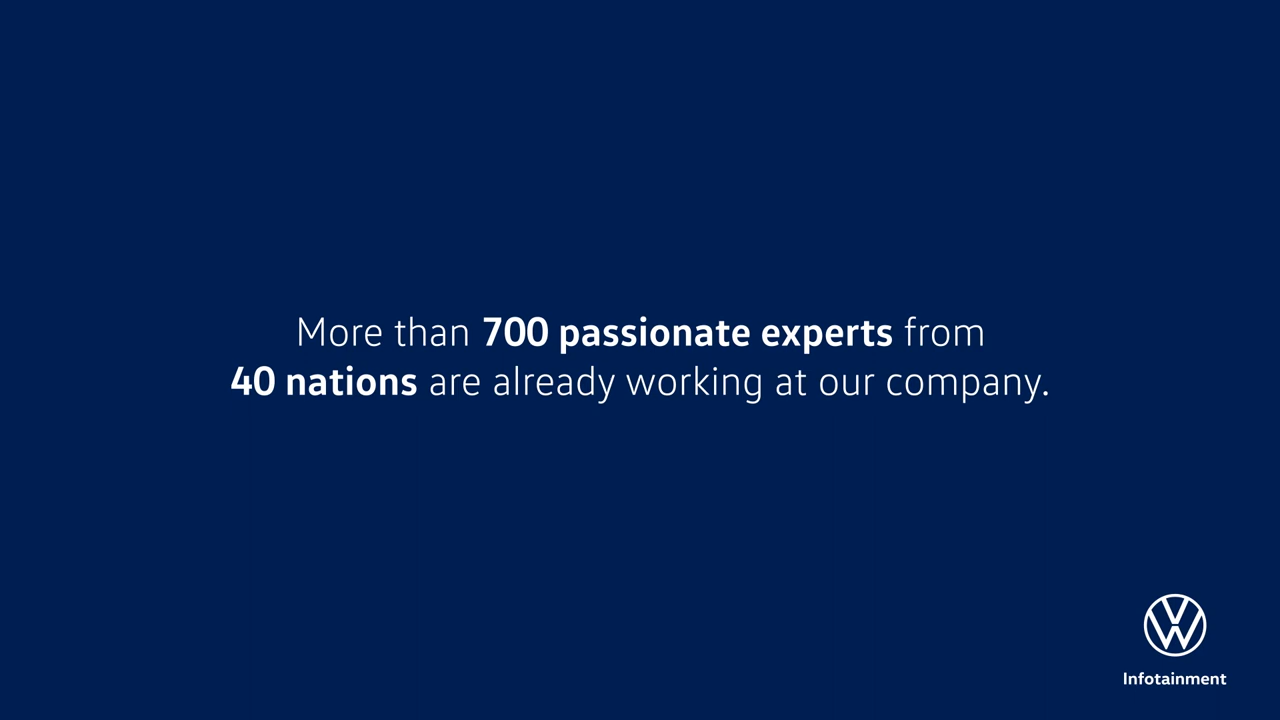 More than 700 passionate experts from
40 nations are already working at our company.
Infotainment